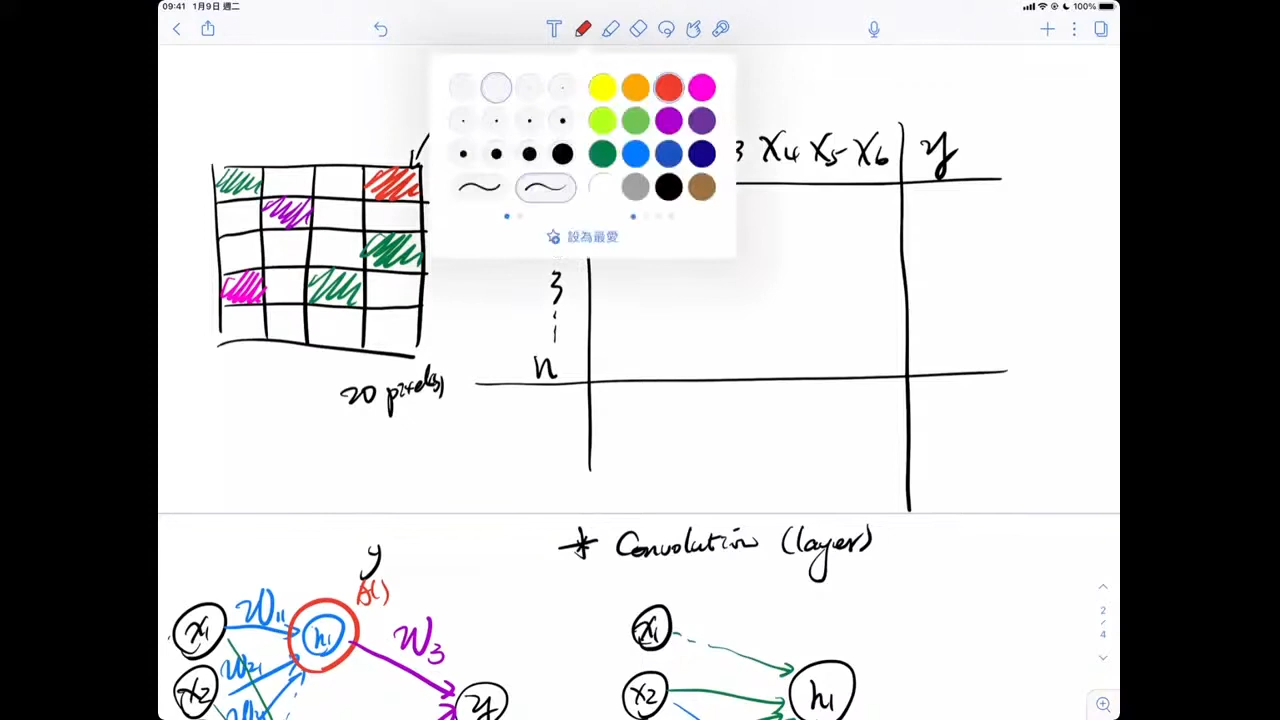 09:41 1月9日 週二
100%
T
3 X4 X5 X6 y
設為最愛
3
n
20 pixels
* Convolution (layer)
y
A()
x1 W11 h1
W3
x1
W21
x2
y
x2
h1
2
4